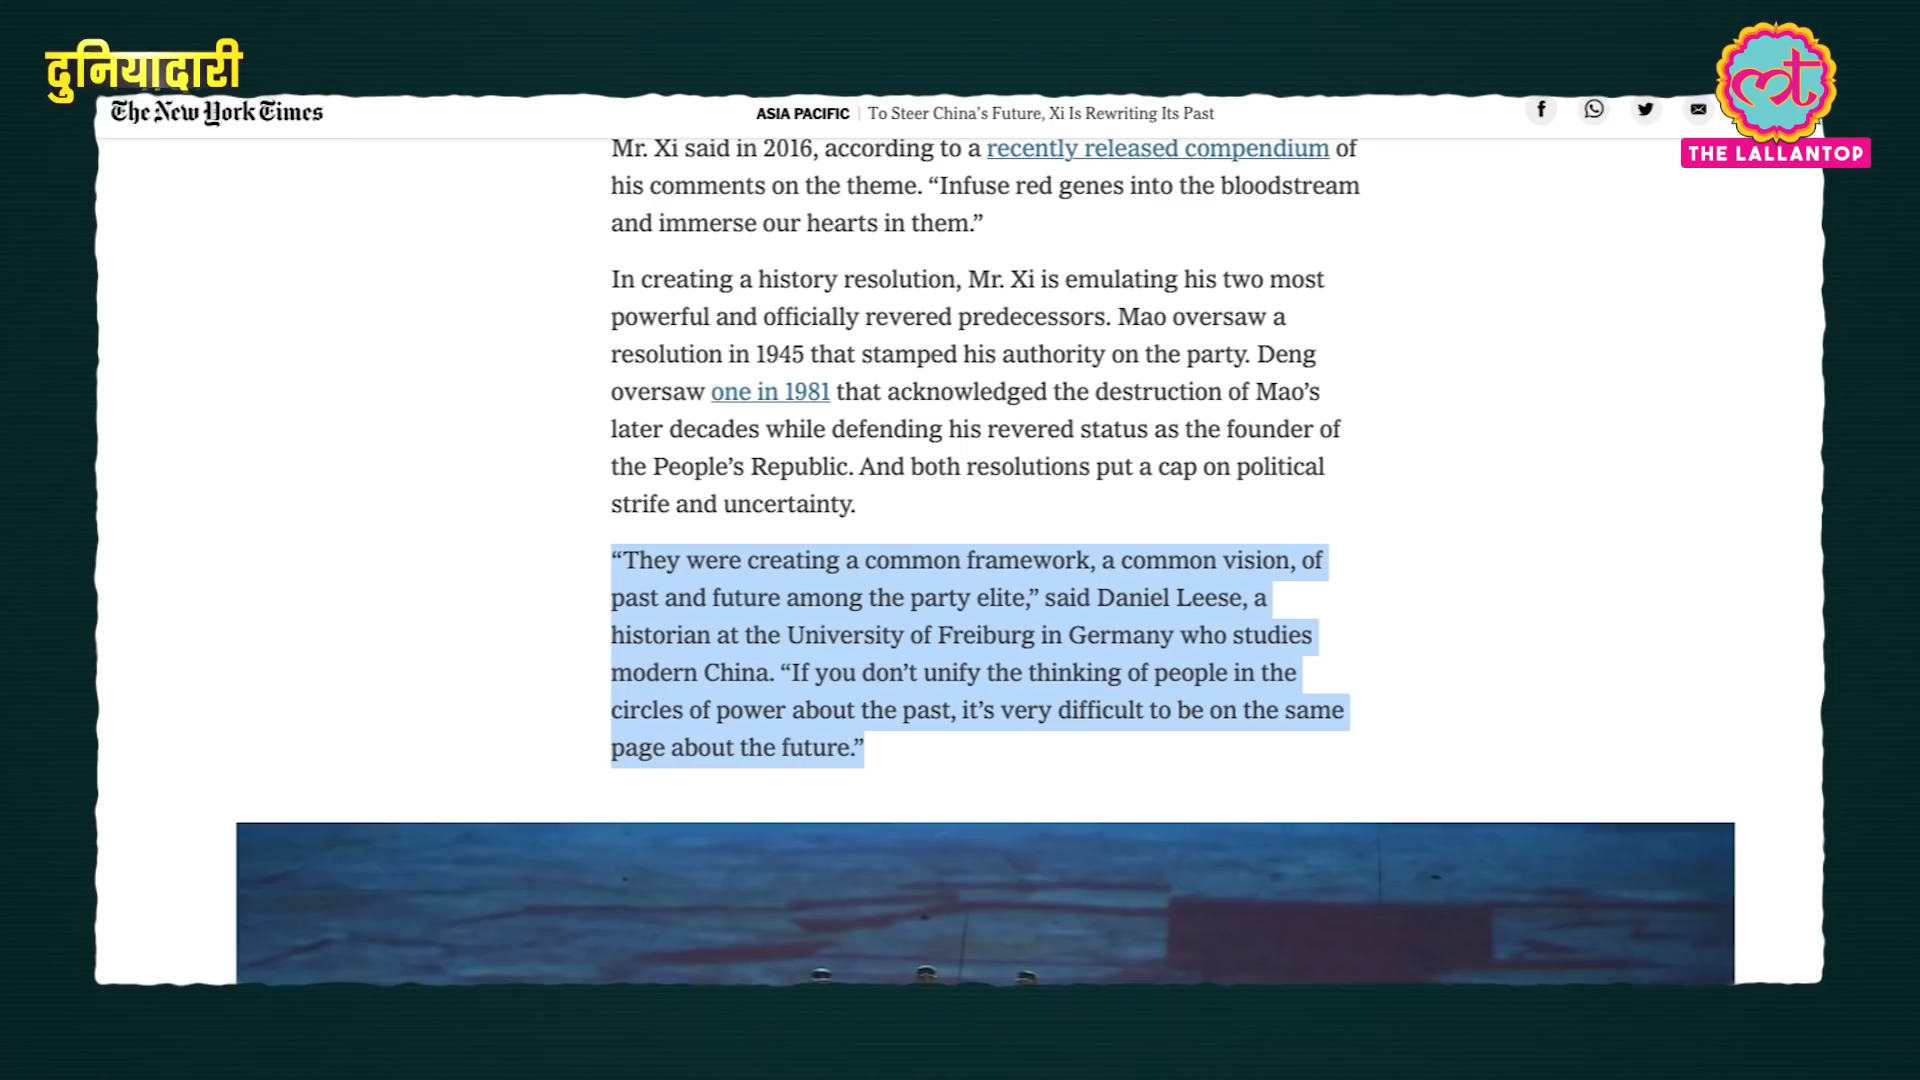 दुनियादारी
The New York Times
ASIA PACIFIC | To Steer China’s Future, Xi Is Rewriting Its Past
THE LALLANTOP
Mr. Xi said in 2016, according to a recently released compendium of
his comments on the theme. “Infuse red genes into the bloodstream
and immerse our hearts in them.”
In creating a history resolution, Mr. Xi is emulating his two most
powerful and officially revered predecessors. Mao oversaw a
resolution in 1945 that stamped his authority on the party. Deng
oversaw one in 1981 that acknowledged the destruction of Mao’s
later decades while defending his revered status as the founder of
the People’s Republic. And both resolutions put a cap on political
strife and uncertainty.
“They were creating a common framework, a common vision, of
past and future among the party elite,” said Daniel Leese, a
historian at the University of Freiburg in Germany who studies
modern China. “If you don’t unify the thinking of people in the
circles of power about the past, it’s very difficult to be on the same
page about the future.”